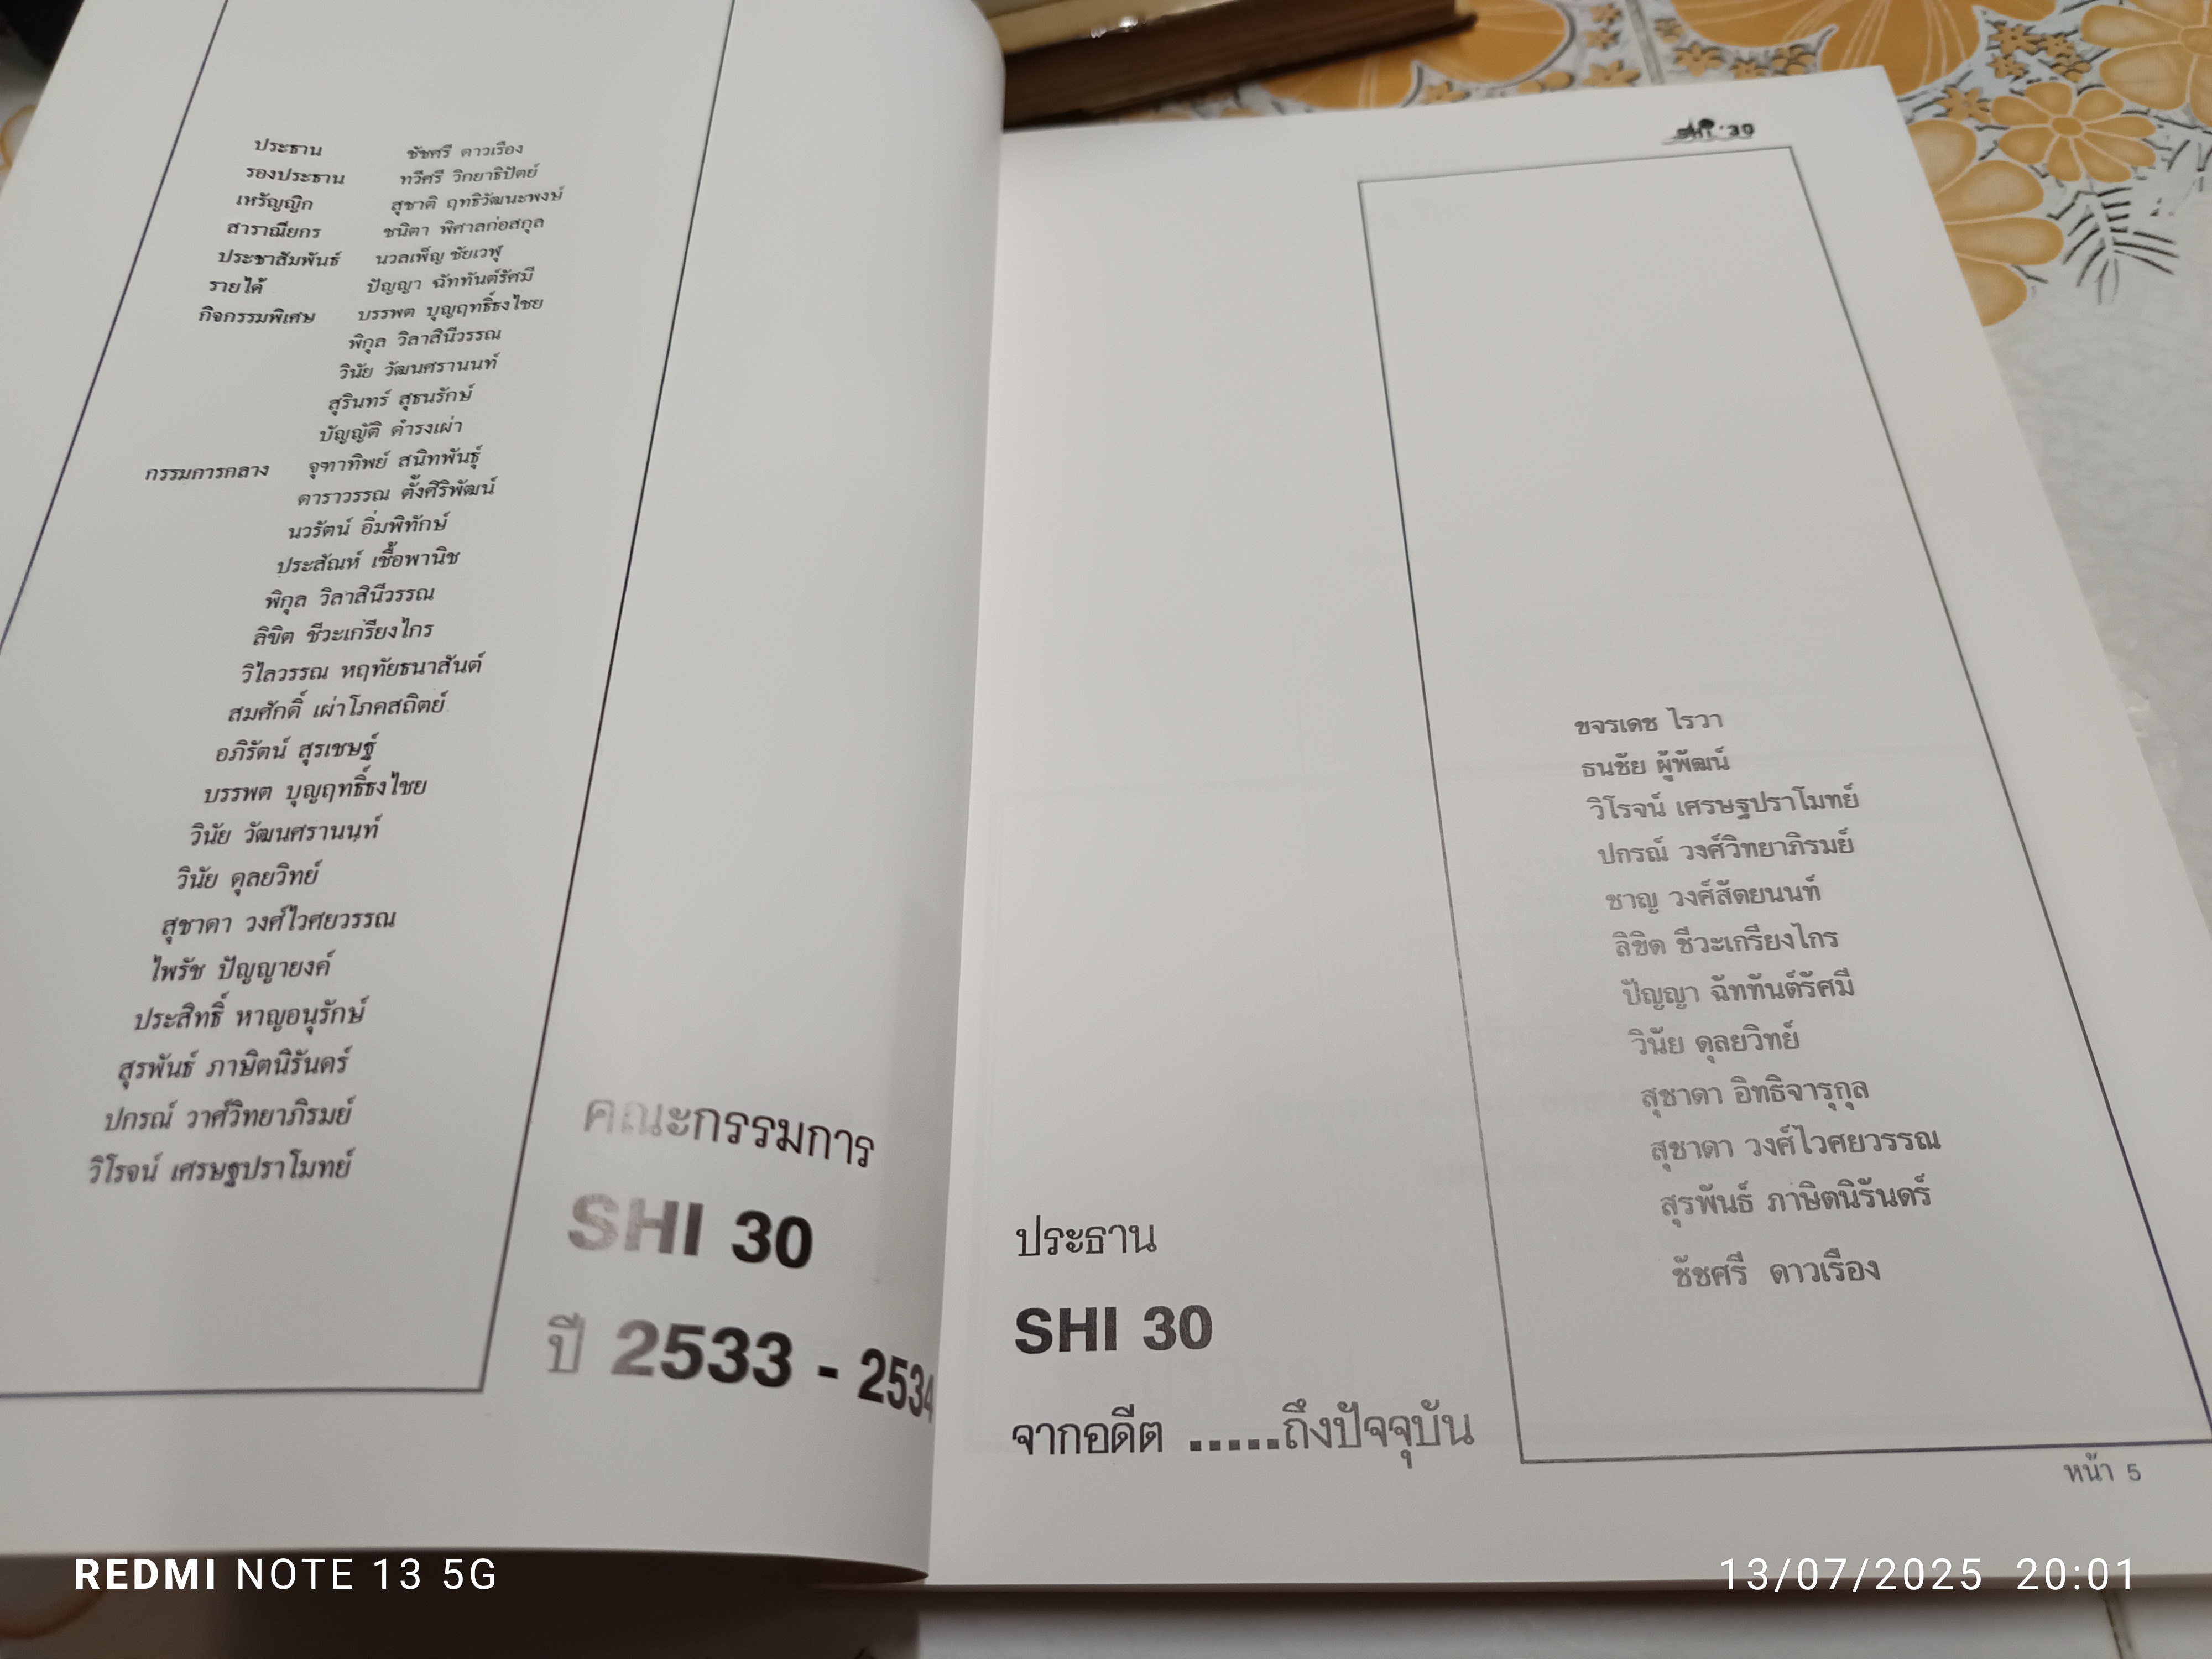 ประธาน ชัชศรี ดาวเรือง
รองประธาน ทวีศรี วิทยาธิปัตย์
เหรัญญิก สุชาติ ฤทธิวัฒนะพงษ์
สาราณียกร ชนิตา พิศาลก่อสกุล
ประชาสัมพันธ์ นวลเพ็ญ ชัยเวฬุ
รายได้ ปัญญา ฉัททันต์รัศมี
กิจกรรมพิเศษ บรรพต บุญฤทธิ์ธงไชย
พิกุล วิลาสินีวรรณ
วินัย วัฒนศรานนท์
สุรินทร์ สุธนรักษ์
บัญญัติ ดำรงเผ่า
กรรมการกลาง จุฑาทิพย์ สนิทพันธุ์
ดาราวรรณ ตั้งศิริพัฒน์
นวรัตน์ อิ่มพิทักษ์
ประสัณห์ เชื้อพานิช
พิกุล วิลาสินีวรรณ
ลิขิต ชีวะเกรียงไกร
วิไลวรรณ หฤทัยธนาสันต์
สมศักดิ์ เผ่าโภคสถิตย์
อภิรัตน์ สุรเชษฐ์
บรรพต บุญฤทธิ์ธงไชย
วินัย วัฒนศรานนท์
วินัย ดุลยวิทย์
สุชาดา วงศ์ไวศยวรรณ
ไพรัช ปัญญายงค์
ประสิทธิ์ หาญอนุรักษ์
สุรพันธ์ ภาษิตนิรันดร์
ปกรณ์ วาศ์วิทยาภิรมย์
วิโรจน์ เศรษฐปราโมทย์
คณะกรรมการ
SHI 30
ปี 2533 - 2534
SHI '30
ขจรเดช ไรวา
ธนชัย ผู้พัฒน์
วิโรจน์ เศรษฐปราโมทย์
ปกรณ์ วงศ์วิทยาภิรมย์
ชาญ วงศ์สัตยนนท์
ลิขิด ชีวะเกรียงไกร
ปัญญา ฉัททันต์รัศมี
วินัย ดุลยวิทย์
สุชาดา อิทธิจารุกุล
สุชาดา วงศ์ไวศยวรรณ
สุรพันธ์ ภาษิตนิรันดร์
ชัชศรี ดาวเรือง
ประธาน
SHI 30
จากอดีต .....ถึงปัจจุบัน
หน้า 5
REDMI NOTE 13 5G
13/07/2025 20:01